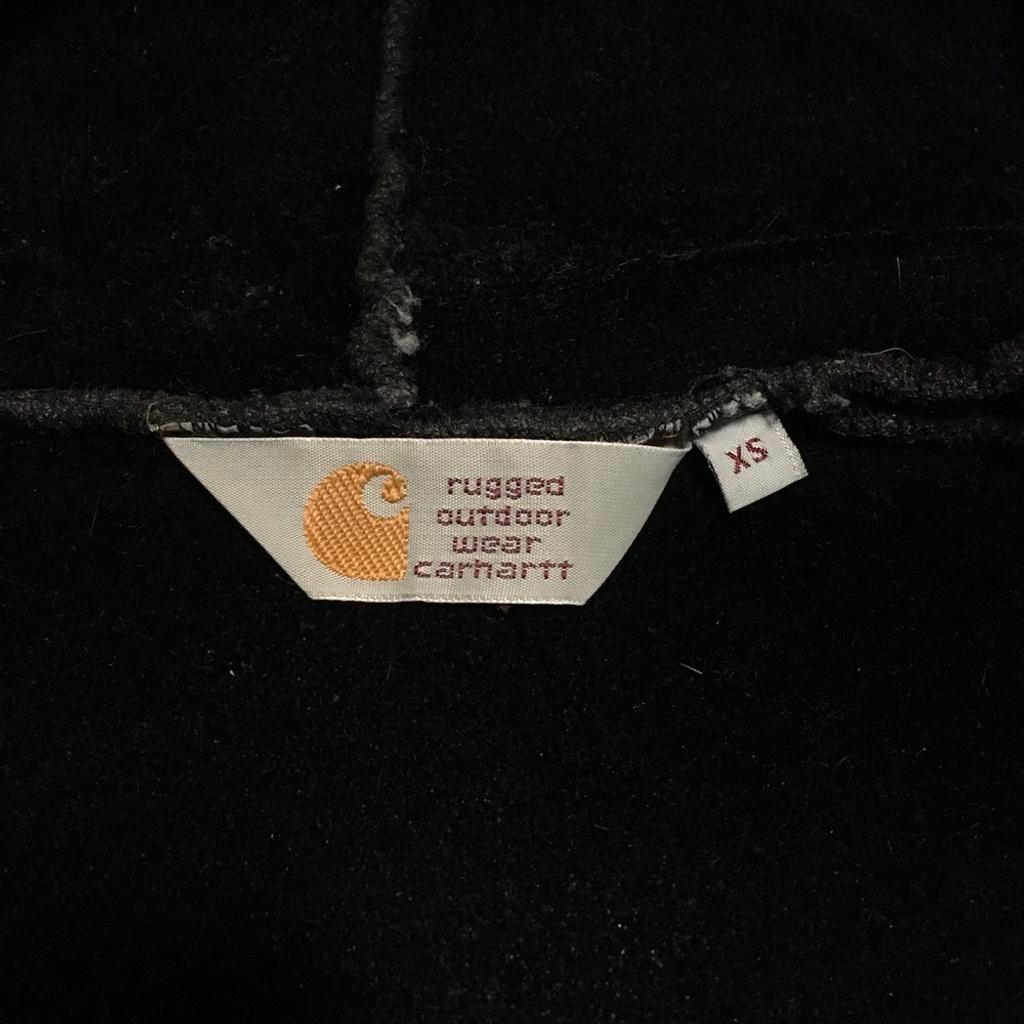 rugged
outdoor
wear
carhartt
XS